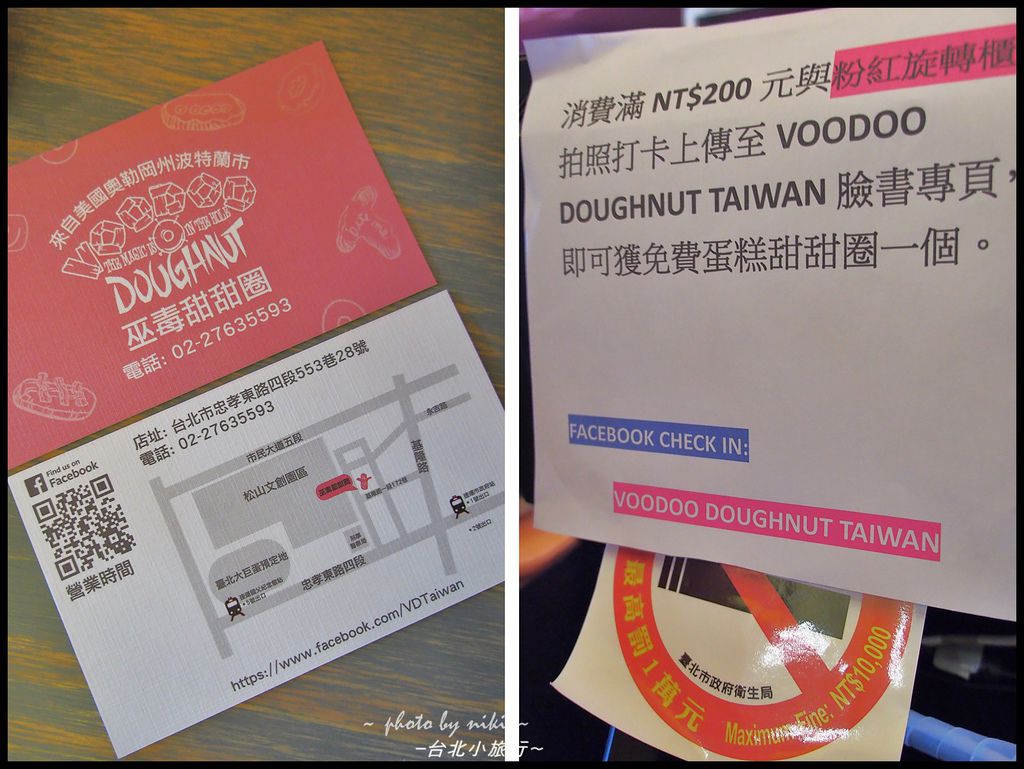 來自美國奧勒岡州波特蘭市
VOODOO
THE MAGIC IS IN THE HOLE
DOUGHNUT
巫毒甜甜圈
電話: 02-27635593
店址: 台北市忠孝東路四段553巷28號
電話: 02-27635593
Find us on
Facebook
營業時間
市民大道五段
松山文創園區
基隆路
永吉路
臺北大巨蛋預定地
忠孝東路四段
https://www.facebook.com/VDTaiwan
消費滿 NT$200 元與粉紅旋轉櫃
拍照打卡上傳至 VOODOO
DOUGHNUT TAIWAN 臉書專頁，
即可獲免費蛋糕甜甜圈一個。
FACEBOOK CHECK IN:
VOODOO DOUGHNUT TAIWAN
最高罰1萬元
臺北市政府衛生局
Maximum Fine: NT$10,000
~ photo by niki ~
~台北小旅行~